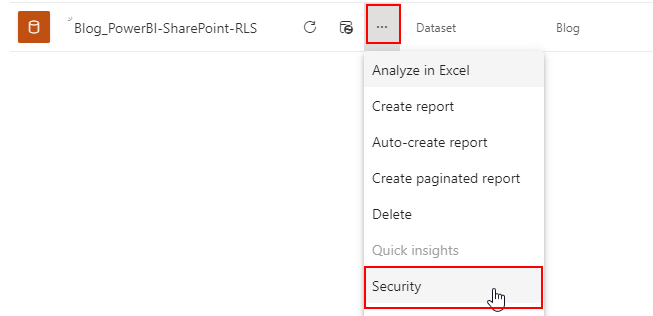 Blog_PowerBI-SharePoint-RLS ... Dataset Blog
Analyze in Excel
Create report
Auto-create report
Create paginated report
Delete
Quick insights
Security